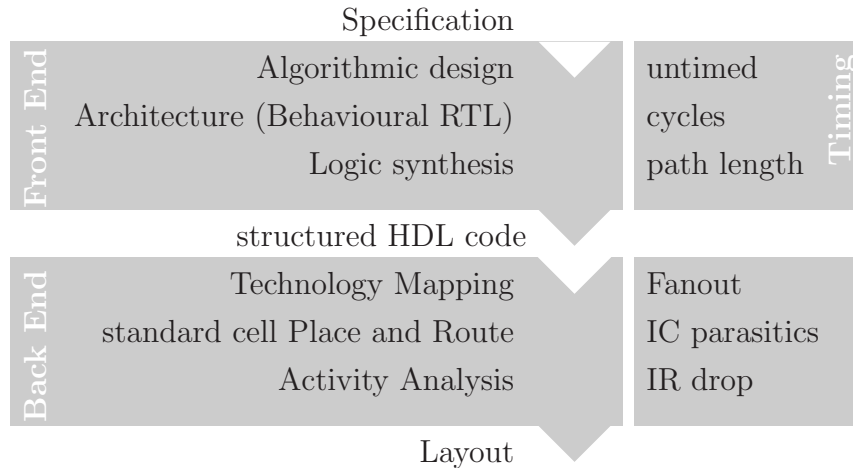 Specification
Front End
Algorithmic design
untimed
Timing
Architecture (Behavioural RTL)
cycles
Logic synthesis
path length
structured HDL code
Back End
Technology Mapping
Fanout
standard cell Place and Route
IC parasitics
Activity Analysis
IR drop
Layout